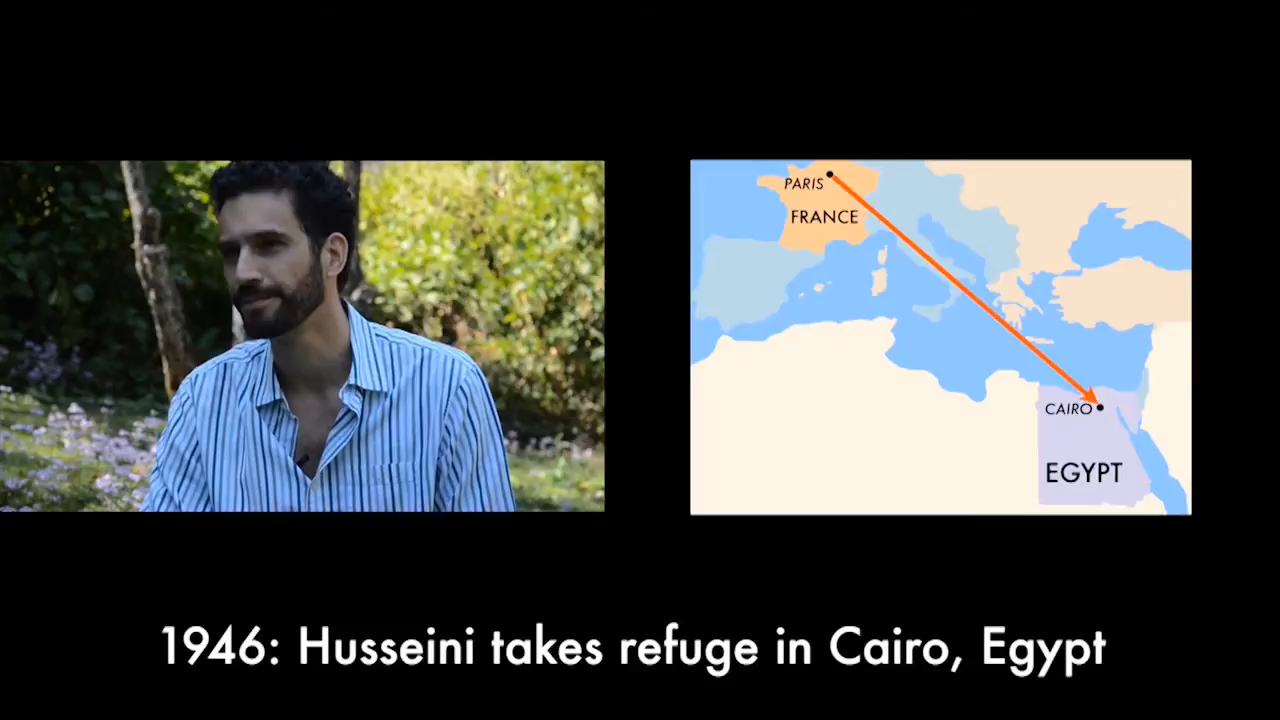 PARIS
FRANCE
CAIRO
EGYPT
1946: Husseini takes refuge in Cairo, Egypt